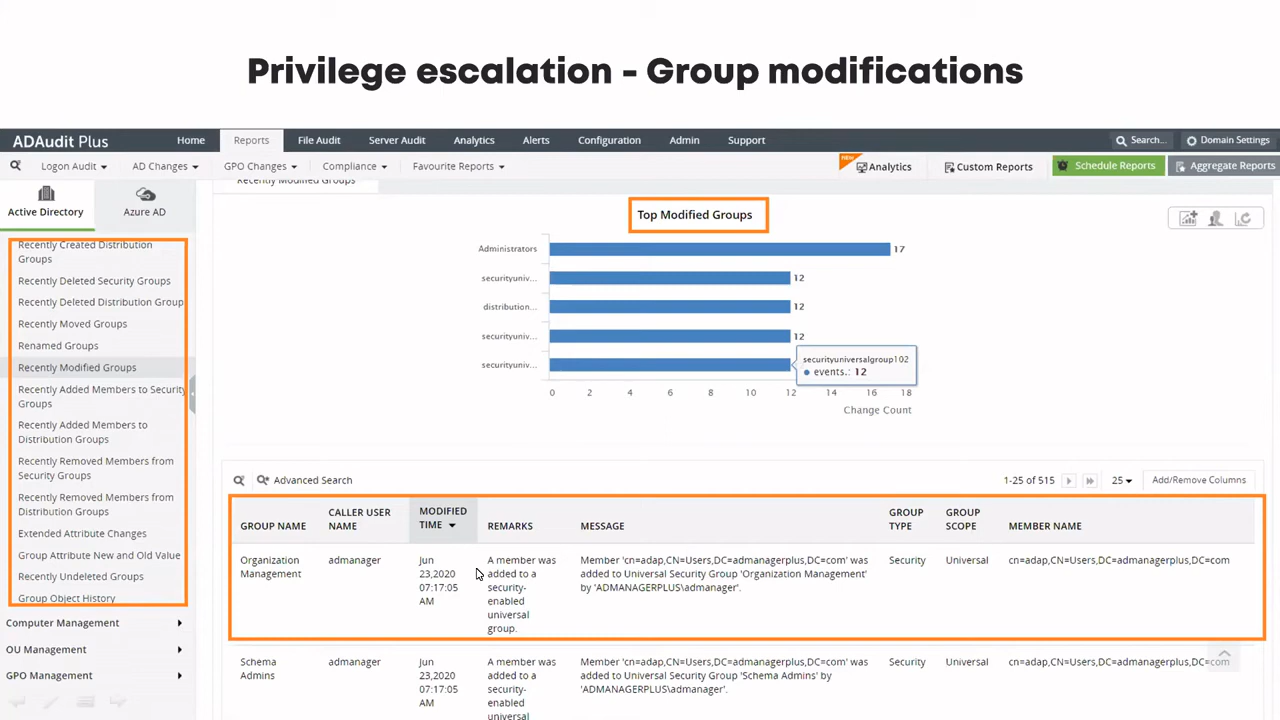 Privilege escalation - Group modifications
ADAudit Plus
Home
Reports
File Audit
Server Audit
Analytics
Alerts
Configuration
Admin
Support
Search...
Domain Settings
Logon Audit
AD Changes
GPO Changes
Compliance
Favourite Reports
NEW
Analytics
Custom Reports
Schedule Reports
Aggregate Reports
Active Directory
Azure AD
Recently Modified Groups
Recently Created Distribution
Groups
Recently Deleted Security Groups
Recently Deleted Distribution Group
Recently Moved Groups
Renamed Groups
Recently Modified Groups
Recently Added Members to Security
Groups
Recently Added Members to
Distribution Groups
Recently Removed Members from
Security Groups
Recently Removed Members from
Distribution Groups
Extended Attribute Changes
Group Attribute New and Old Value
Recently Undeleted Groups
Group Object History
Computer Management
OU Management
GPO Management
Top Modified Groups
Administrators
17
securityuniv...
12
distribution...
12
securityuniv...
12
securityuniv...
securityuniversalgroup102
events.: 12
0 2 4 6 8 10 12 14 16 18
Change Count
Advanced Search
1-25 of 515
25
Add/Remove Columns
GROUP NAME
CALLER USER
NAME
MODIFIED
TIME
REMARKS
MESSAGE
GROUP
TYPE
GROUP
SCOPE
MEMBER NAME
Organization
Management
admanager
Jun
23,2020
07:17:05
AM
A member was
added to a
security-
enabled
universal
group.
Member 'cn=adap,CN=Users,DC=admanagerplus,DC=com' was
added to Universal Security Group 'Organization Management'
by 'ADMANAGERPLUS\admanager'.
Security
Universal
cn=adap,CN=Users,DC=admanagerplus,DC=com
Schema
Admins
admanager
Jun
23,2020
07:17:05
AM
A member was
added to a
security-
enabled
universal
Member 'cn=adap,CN=Users,DC=admanagerplus,DC=com' was
added to Universal Security Group 'Schema Admins' by
'ADMANAGERPLUS\admanager'.
Security
Universal
cn=adap,CN=Users,DC=admanagerplus,DC=com